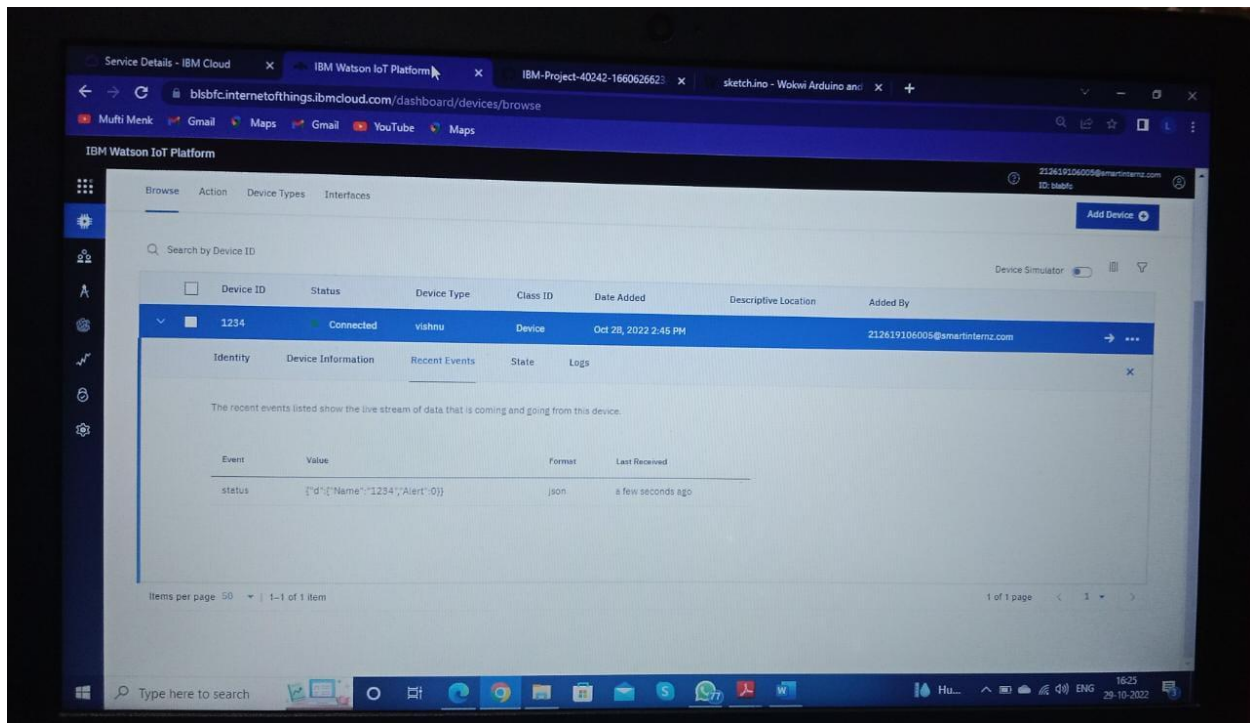 Service Details - IBM Cloud
IBM Watson IoT Platform
IBM-Project-40242-1660626623
sketch.ino - Wokwi Arduino and
blsbfc.internetofthings.ibmcloud.com/dashboard/devices/browse
Mufti Menk Gmail Maps Gmail YouTube Maps
IBM Watson IoT Platform
212619106005@smartinternz.com
ID: blsbfc
Browse Action Device Types Interfaces
Add Device
Search by Device ID
Device Simulator
Device ID Status Device Type Class ID Date Added Descriptive Location Added By
1234 Connected vishnu Device Oct 28, 2022 2:45 PM 212619106005@smartinternz.com
Identity Device Information Recent Events State Logs
The recent events listed show the live stream of data that is coming and going from this device.
Event Value Format Last Received
status {"d":{"Name":"1234","Alert":0}} json a few seconds ago
Items per page 50 | 1–1 of 1 item 1 of 1 page 1
Type here to search
77
Hu... ENG
16:25
29-10-2022